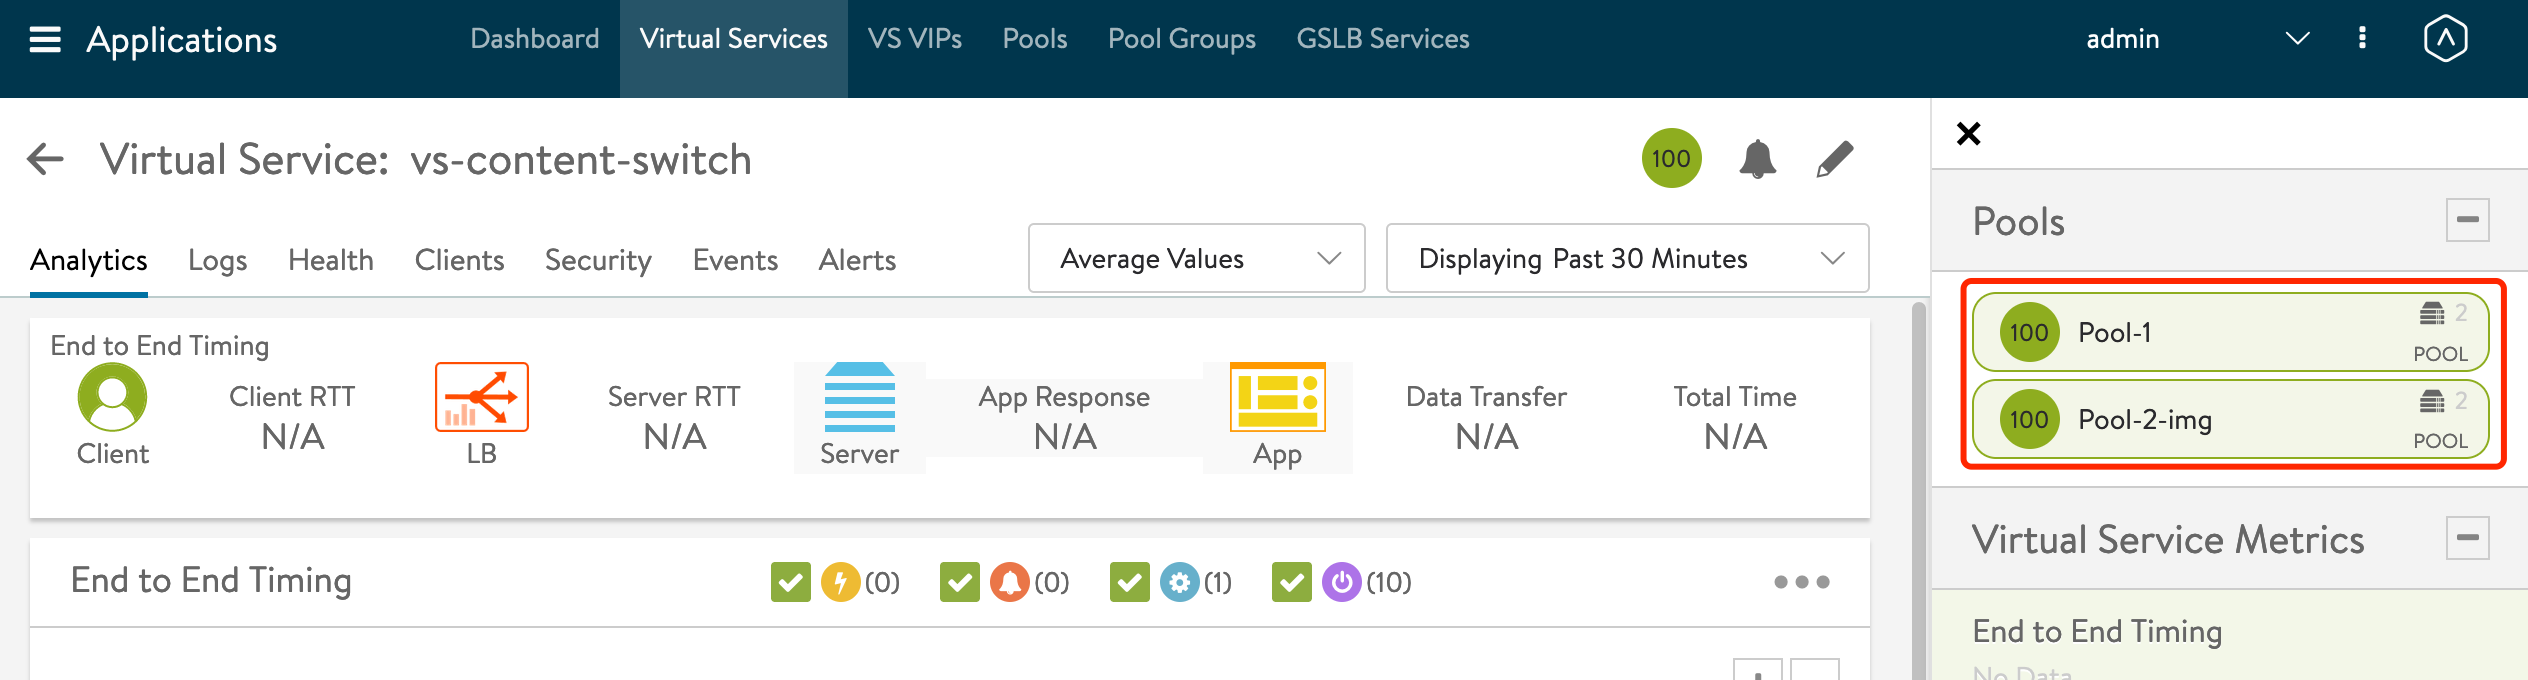 Applications
Dashboard
Virtual Services
VS VIPs
Pools
Pool Groups
GSLB Services
admin
Virtual Service: vs-content-switch
100
Analytics
Logs
Health
Clients
Security
Events
Alerts
Average Values
Displaying Past 30 Minutes
End to End Timing
Client
Client RTT
N/A
LB
Server RTT
N/A
Server
App Response
N/A
App
Data Transfer
N/A
Total Time
N/A
End to End Timing
(0)
(0)
(1)
(10)
Pools
100
Pool-1
2
POOL
100
Pool-2-img
2
POOL
Virtual Service Metrics
End to End Timing
No Data